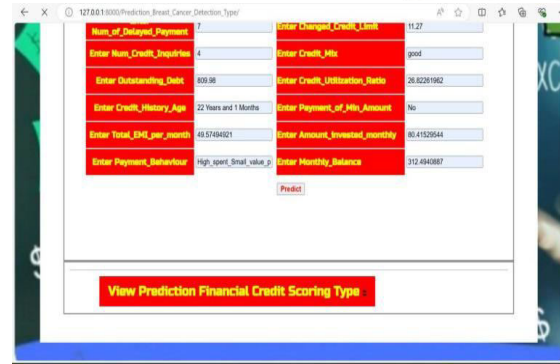 127.0.0.1:8000/Prediction_Breast_Cancer_Detection_Type/
Num_of_Delayed_Payment 7 Enter Changed_Credit_Limit 11.27
Enter Num_Credit_Inquiries 4 Enter Credit_Mix good
Enter Outstanding_Debt 809.98 Enter Credit_Utilization_Ratio 26.82261962
Enter Credit_History_Age 22 Years and 1 Months Enter Payment_of_Min_Amount No
Enter Total_EMI_per_month 49.57494921 Enter Amount_invested_monthly 80.41529544
Enter Payment_Behaviour High_spent_Small_value_p Enter Monthly_Balance 312.4940887
Predict
View Prediction Financial Credit Scoring Type :